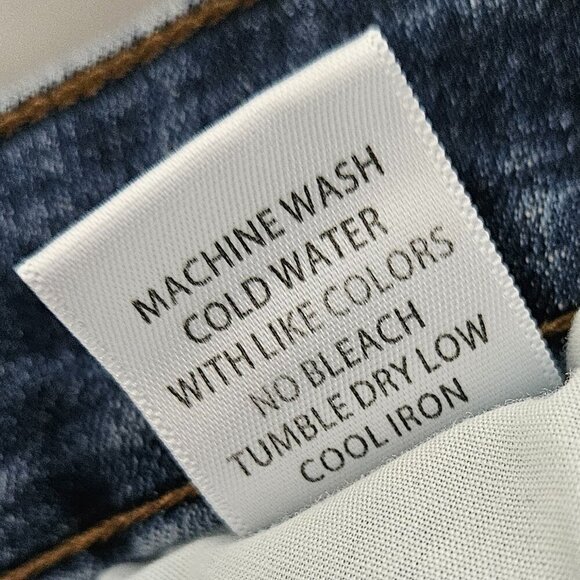 MACHINE WASH
COLD WATER
WITH LIKE COLORS
NO BLEACH
TUMBLE DRY LOW
COOL IRON